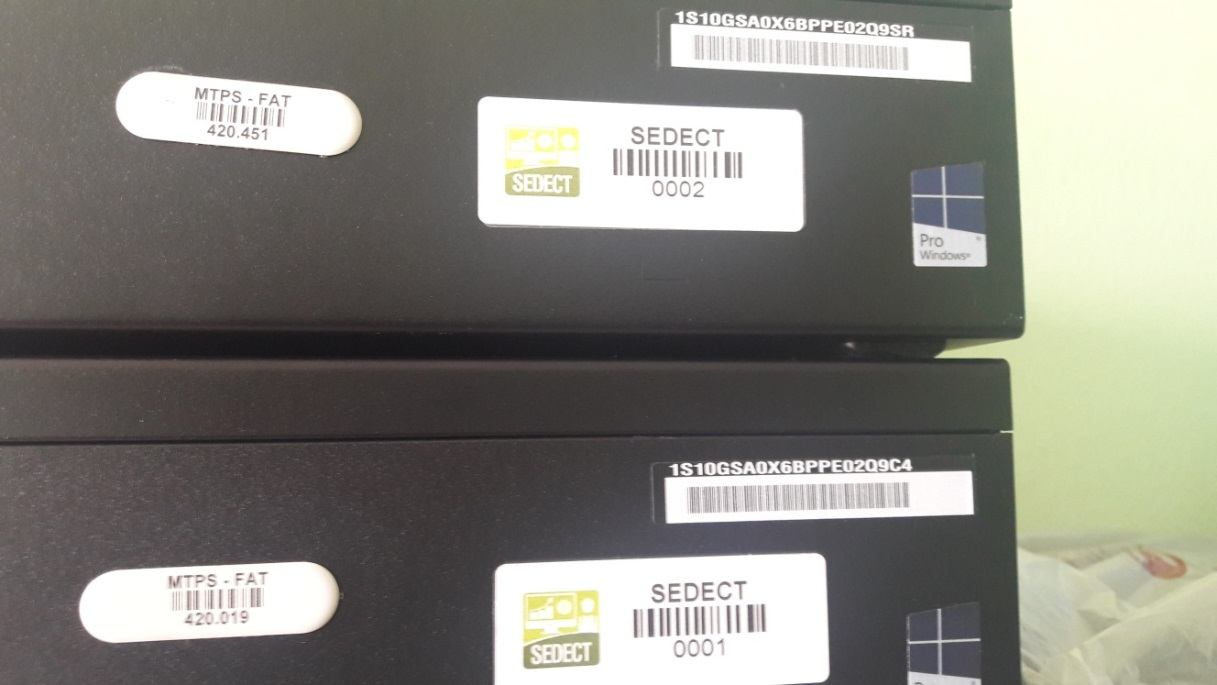 1S10GSA0X6BPPE02Q9SR
MTPS - FAT
420.451
SEDECT
SEDECT
0002
Pro
Windows®
1S10GSA0X6BPPE02Q9C4
MTPS - FAT
420.019
SEDECT
SEDECT
0001